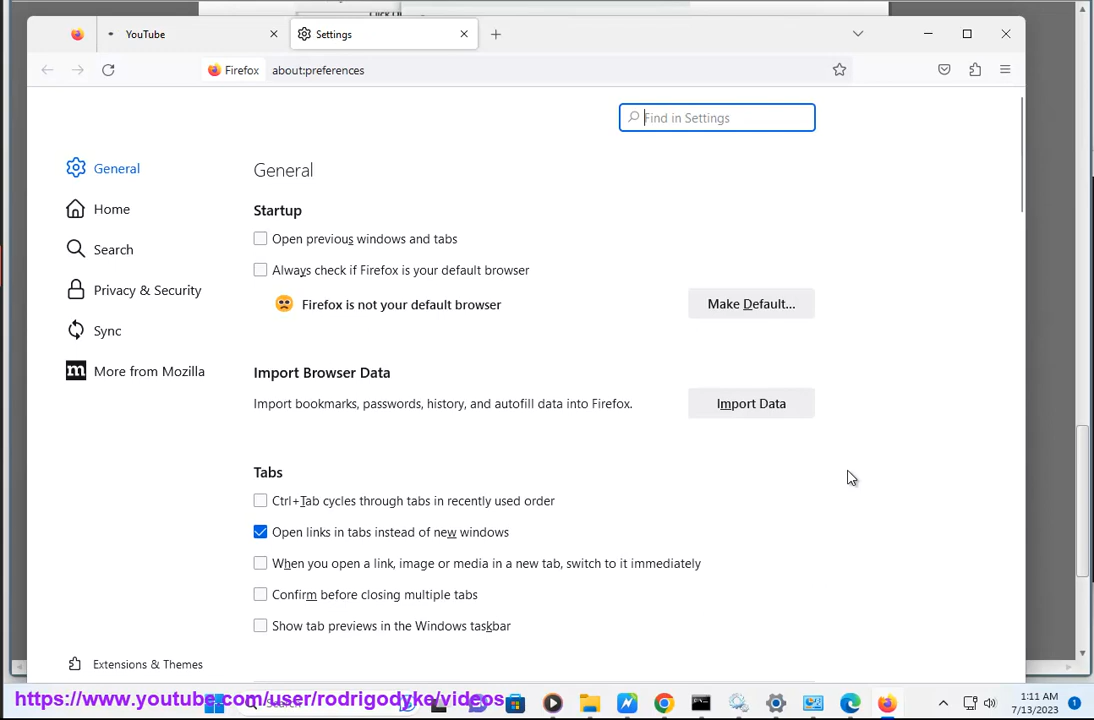 YouTube
Settings
Firefox
about:preferences
Find in Settings
General
General
Home
Search
Privacy & Security
Sync
More from Mozilla
Extensions & Themes
Startup
Open previous windows and tabs
Always check if Firefox is your default browser
Firefox is not your default browser
Make Default...
Import Browser Data
Import bookmarks, passwords, history, and autofill data into Firefox.
Import Data
Tabs
Ctrl+Tab cycles through tabs in recently used order
Open links in tabs instead of new windows
When you open a link, image or media in a new tab, switch to it immediately
Confirm before closing multiple tabs
Show tab previews in the Windows taskbar
https://www.youtube.com/user/rodrigodyke/videos
1:11 AM
7/13/2023
1